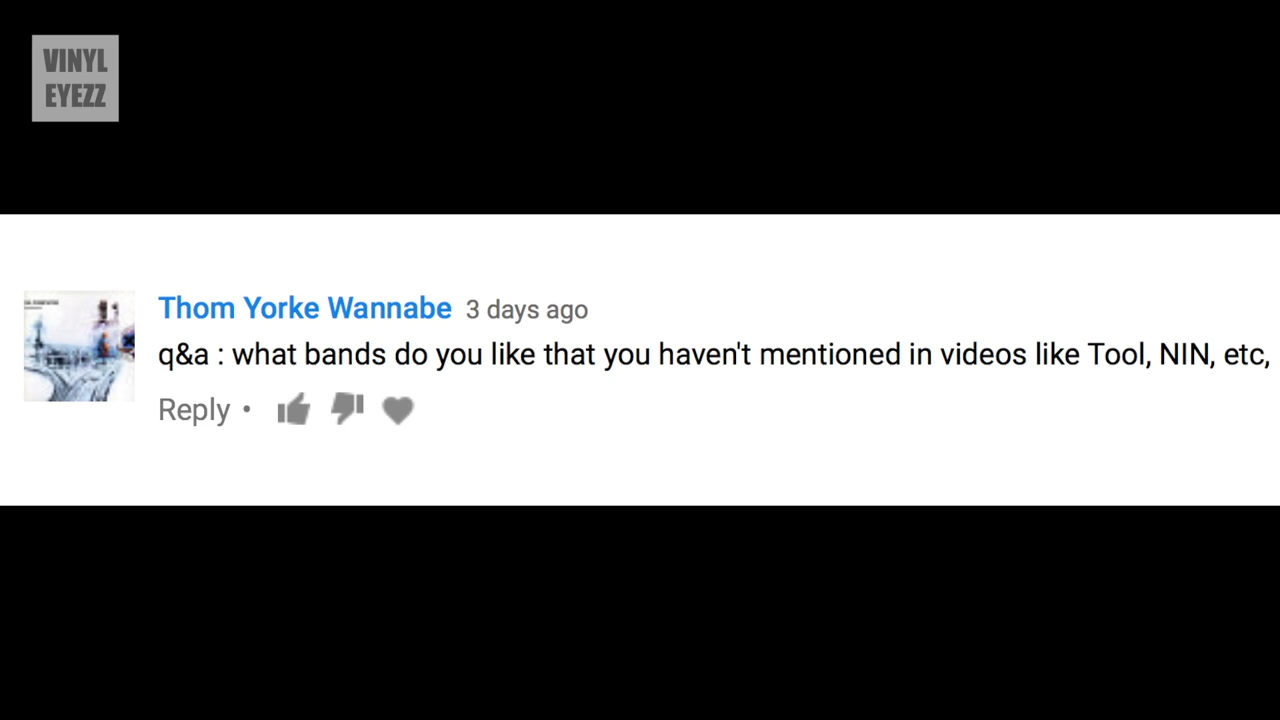 VINYL
EYEZZ
Thom Yorke Wannabe 3 days ago
q&a : what bands do you like that you haven't mentioned in videos like Tool, NIN, etc,
Reply •